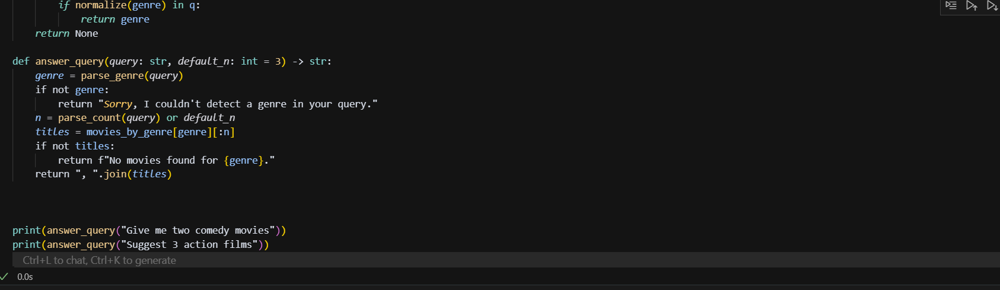 if normalize(genre) in q:
return genre
return None
def answer_query(query: str, default_n: int = 3) -> str:
genre = parse_genre(query)
if not genre:
return "Sorry, I couldn't detect a genre in your query."
n = parse_count(query) or default_n
titles = movies_by_genre[genre][:n]
if not titles:
return f"No movies found for {genre}."
return ", ".join(titles)
print(answer_query("Give me two comedy movies"))
print(answer_query("Suggest 3 action films"))
Ctrl+L to chat, Ctrl+K to generate
0.0s